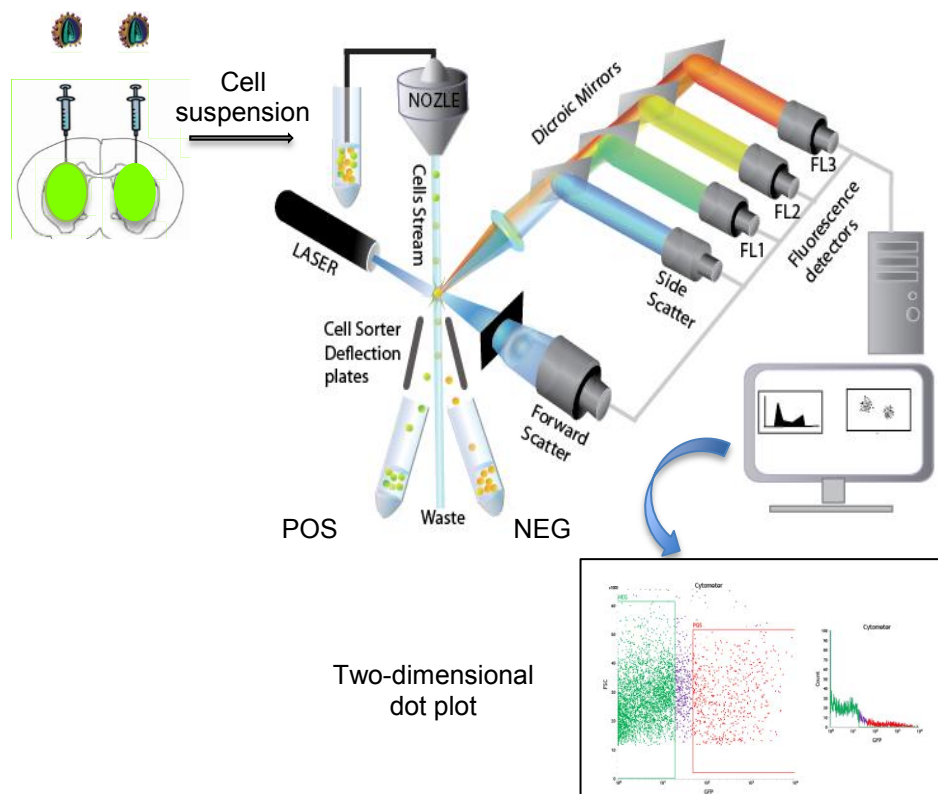 Cell
suspension
NOZLE
Cells Stream
LASER
Dicroic Mirrors
FL3
FL2
FL1
Fluorescence
detectors
Side
Scatter
Cell Sorter
Deflection
plates
Forward
Scatter
Waste
POS
NEG
Two-dimensional
dot plot
Cytometer
NEG
POS
FSC
GFP
Cytometer
Count
GFP